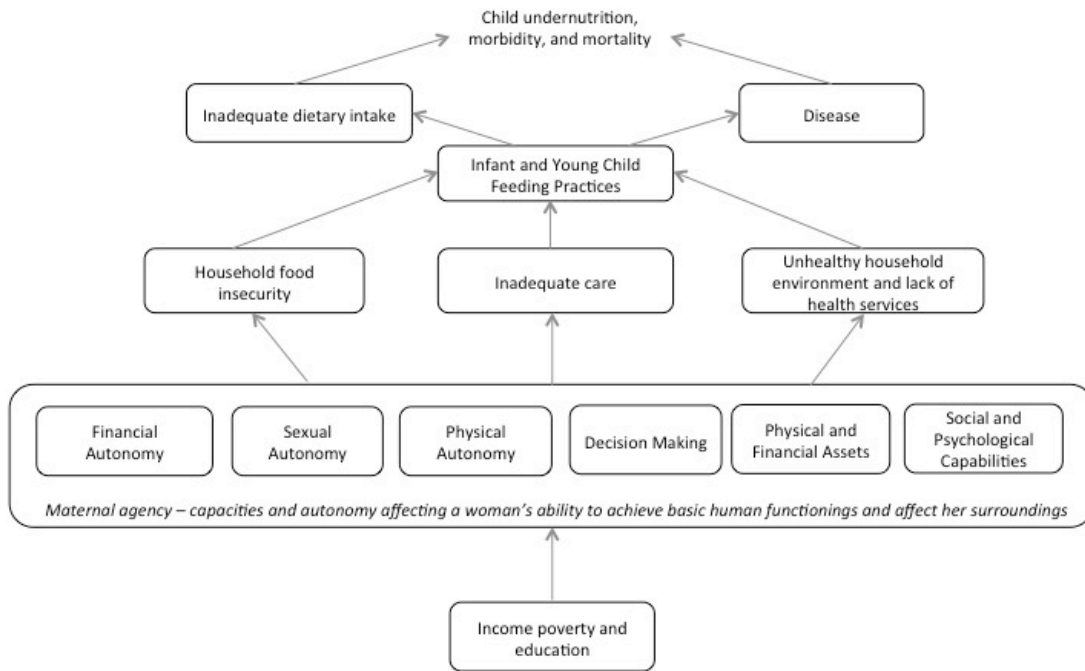 Child undernutrition,
morbidity, and mortality
Inadequate dietary intake
Disease
Infant and Young Child
Feeding Practices
Household food
insecurity
Inadequate care
Unhealthy household
environment and lack of
health services
Financial
Autonomy
Sexual
Autonomy
Physical
Autonomy
Decision Making
Physical and
Financial Assets
Social and
Psychological
Capabilities
Maternal agency – capacities and autonomy affecting a woman's ability to achieve basic human functionings and affect her surroundings
Income poverty and
education